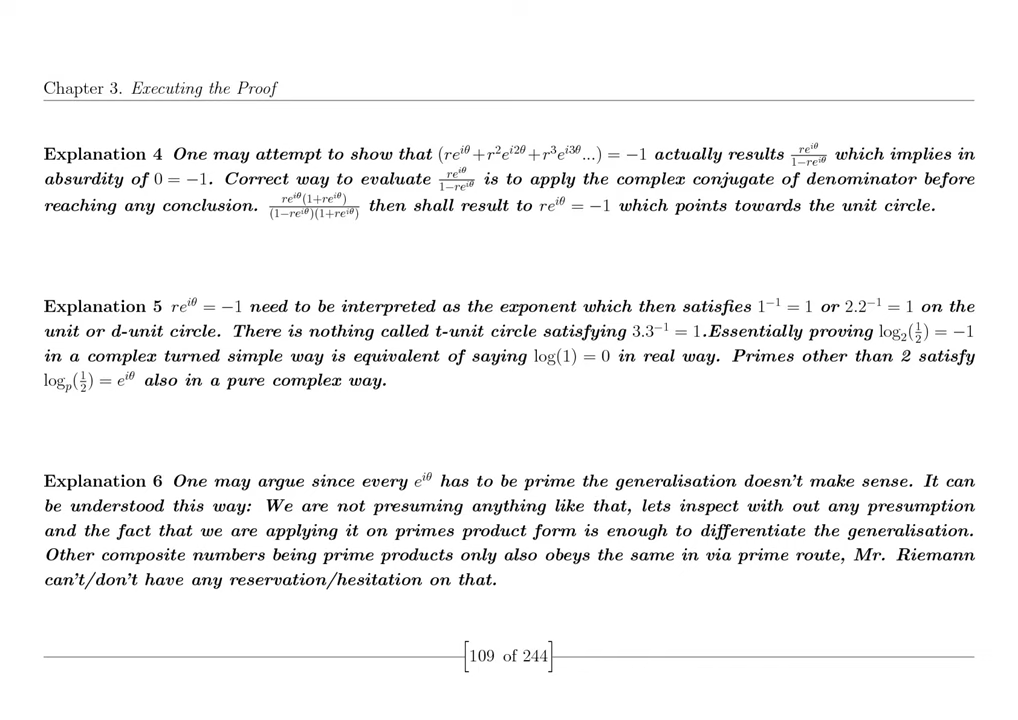 Chapter 3. Executing the Proof
Explanation 4 One may attempt to show that (re^{iθ}+r^2e^{i2θ}+r^3e^{i3θ}...) = −1 actually results \frac{re^{iθ}}{1−re^{iθ}} which implies in
absurdity of 0 = −1. Correct way to evaluate \frac{re^{iθ}}{1−re^{iθ}} is to apply the complex conjugate of denominator before
reaching any conclusion. \frac{re^{iθ}(1+re^{iθ})}{(1−re^{iθ})(1+re^{iθ})} then shall result to re^{iθ} = −1 which points towards the unit circle.
Explanation 5 re^{iθ} = −1 need to be interpreted as the exponent which then satisfies 1^{−1} = 1 or 2.2^{−1} = 1 on the
unit or d-unit circle. There is nothing called t-unit circle satisfying 3.3^{−1} = 1.Essentially proving log_2(\frac{1}{2}) = −1
in a complex turned simple way is equivalent of saying log(1) = 0 in real way. Primes other than 2 satisfy
log_p(\frac{1}{2}) = e^{iθ} also in a pure complex way.
Explanation 6 One may argue since every e^{iθ} has to be prime the generalisation doesn't make sense. It can
be understood this way: We are not presuming anything like that, lets inspect with out any presumption
and the fact that we are applying it on primes product form is enough to differentiate the generalisation.
Other composite numbers being prime products only also obeys the same in via prime route, Mr. Riemann
can't/don't have any reservation/hesitation on that.
[109 of 244]